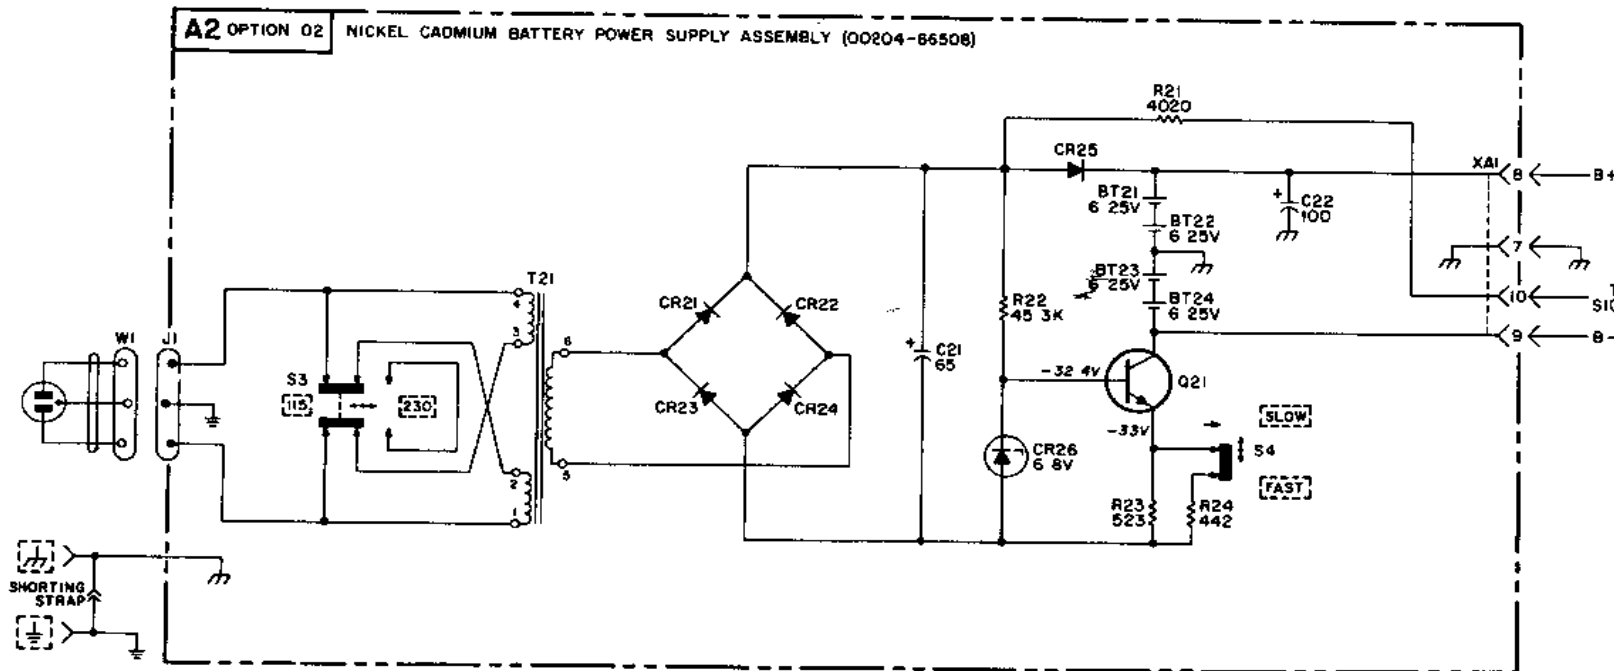 A2 OPTION 02 NICKEL CADMIUM BATTERY POWER SUPPLY ASSEMBLY (00204-66508)
R21
4020
CR25
XA1
8
B+
BT21
6 25V
C22
100
+
BT22
6 25V
7
BT23
6 25V
BT24
6 25V
10
9
B-
T21
4
3
2
1
6
5
CR21
CR22
CR23
CR24
+
C21
65
R22
45 3K
W1
J1
S3
115
230
-32 4V
Q21
-33V
CR26
6 8V
SLOW
S4
FAST
R23
523
R24
442
SHORTING
STRAP